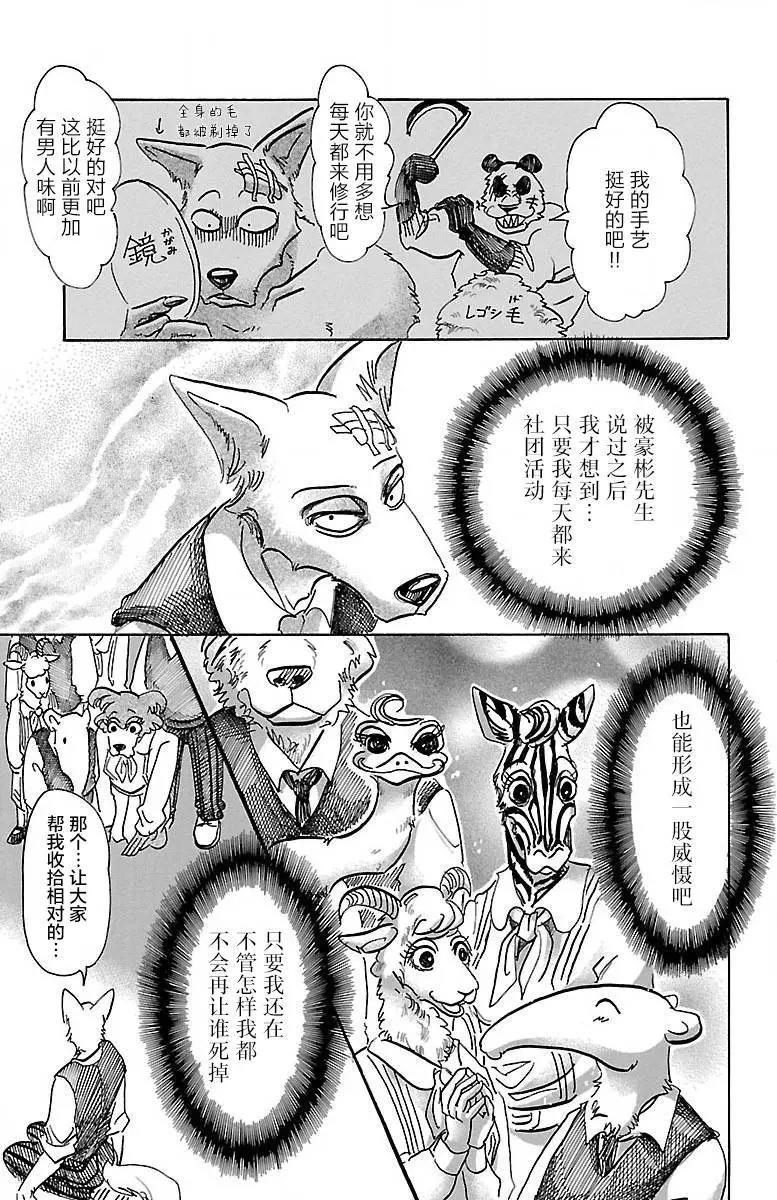 我的手艺
挺好的吧!!
レゴシ毛
げ
你就不用多想
每天都来修行吧
全身的毛
都被剃掉了
挺好的对吧
这比以前更加
有男人味啊
鏡
かがみ
被豪彬先生
说过之后
我才想到…
只要我每天都来
社团活动
也能形成一股威慑吧
只要我还在
不管怎样我都
不会再让谁死掉
那个…让大家
帮我收拾相对的…